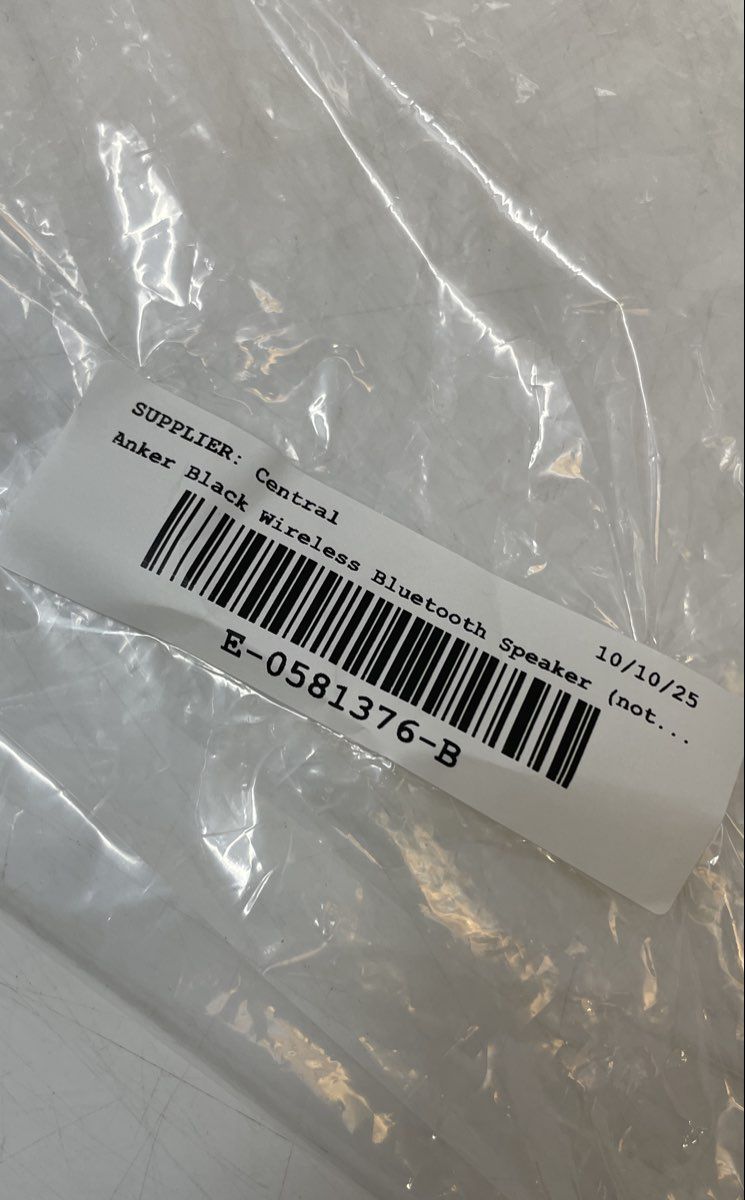 SUPPLIER: Central
10/10/25
Anker Black Wireless Bluetooth Speaker (not...
E-0581376-B